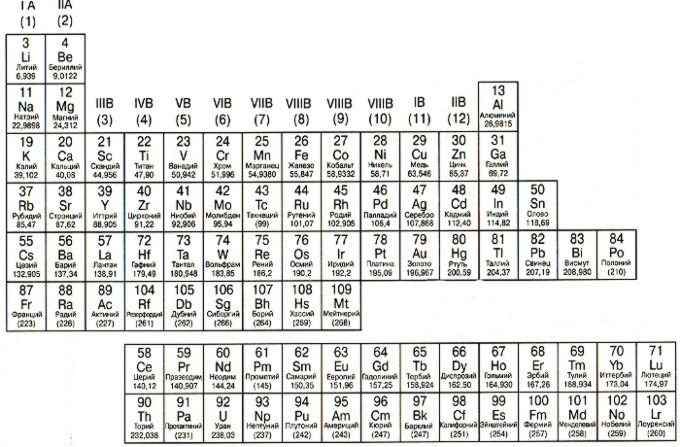 IA IIA
(1) (2)
3 4
Li Be
Литий Бериллий
6,939 9,0122
11 12 13
Na Mg IIIB IVB VB VIB VIIB VIIIB VIIIB VIIIB IB IIB Al
Натрий Магний (3) (4) (5) (6) (7) (8) (9) (10) (11) (12) Алюминий
22,9898 24,312 26,9815
19 20 21 22 23 24 25 26 27 28 29 30 31
K Ca Sc Ti V Cr Mn Fe Co Ni Cu Zn Ga
Калий Кальций Скандий Титан Ванадий Хром Марганец Железо Кобальт Никель Медь Цинк Галлий
39,102 40,08 44,956 47,90 50,942 51,996 54,9380 55,847 58,9332 58,71 63,546 65,37 69,72
37 38 39 40 41 42 43 44 45 46 47 48 49 50
Rb Sr Y Zr Nb Mo Tc Ru Rh Pd Ag Cd In Sn
Рубидий Стронций Иттрий Цирконий Ниобий Молибден Технеций Рутений Родий Палладий Серебро Кадмий Индий Олово
85,47 87,62 88,905 91,22 92,906 95,94 (99) 101,07 102,905 106,4 107,868 112,40 114,82 118,69
55 56 57 72 73 74 75 76 77 78 79 80 81 82 83 84
Cs Ba La Hf Ta W Re Os Ir Pt Au Hg Tl Pb Bi Po
Цезий Барий Лантан Гафний Тантал Вольфрам Рений Осмий Иридий Платина Золото Ртуть Таллий Свинец Висмут Полоний
132,905 137,34 138,91 179,49 180,948 183,85 186,2 190,2 192,2 195,09 196,967 200,59 204,37 207,19 208,980 (210)
87 88 89 104 105 106 107 108 109
Fr Ra Ac Rf Db Sg Bh Hs Mt
Франций Радий Актиний Резерфордий Дубний Сиборгий Борий Хассий Мейтнерий
(223) (226) (227) (261) (262) (266) (264) (269) (268)
58 59 60 61 62 63 64 65 66 67 68 69 70 71
Ce Pr Nd Pm Sm Eu Gd Tb Dy Ho Er Tm Yb Lu
Церий Празеодим Неодим Прометий Самарий Европий Гадолиний Тербий Диспрозий Гольмий Эрбий Тулий Иттербий Лютеций
140,12 140,907 144,24 (145) 150,35 151,96 157,25 158,924 162,50 164,930 167,26 168,934 173,04 174,97
90 91 92 93 94 95 96 97 98 99 100 101 102 103
Th Pa U Np Pu Am Cm Bk Cf Es Fm Md No Lr
Торий Протактиний Уран Нептуний Плутоний Америций Кюрий Берклий Калифорний Эйнштейний Фермий Менделевий Нобелий Лоуренсий
232,038 (231) 238,03 (237) (242) (243) (247) (247) (251) (254) (257) (258) (259) (260)